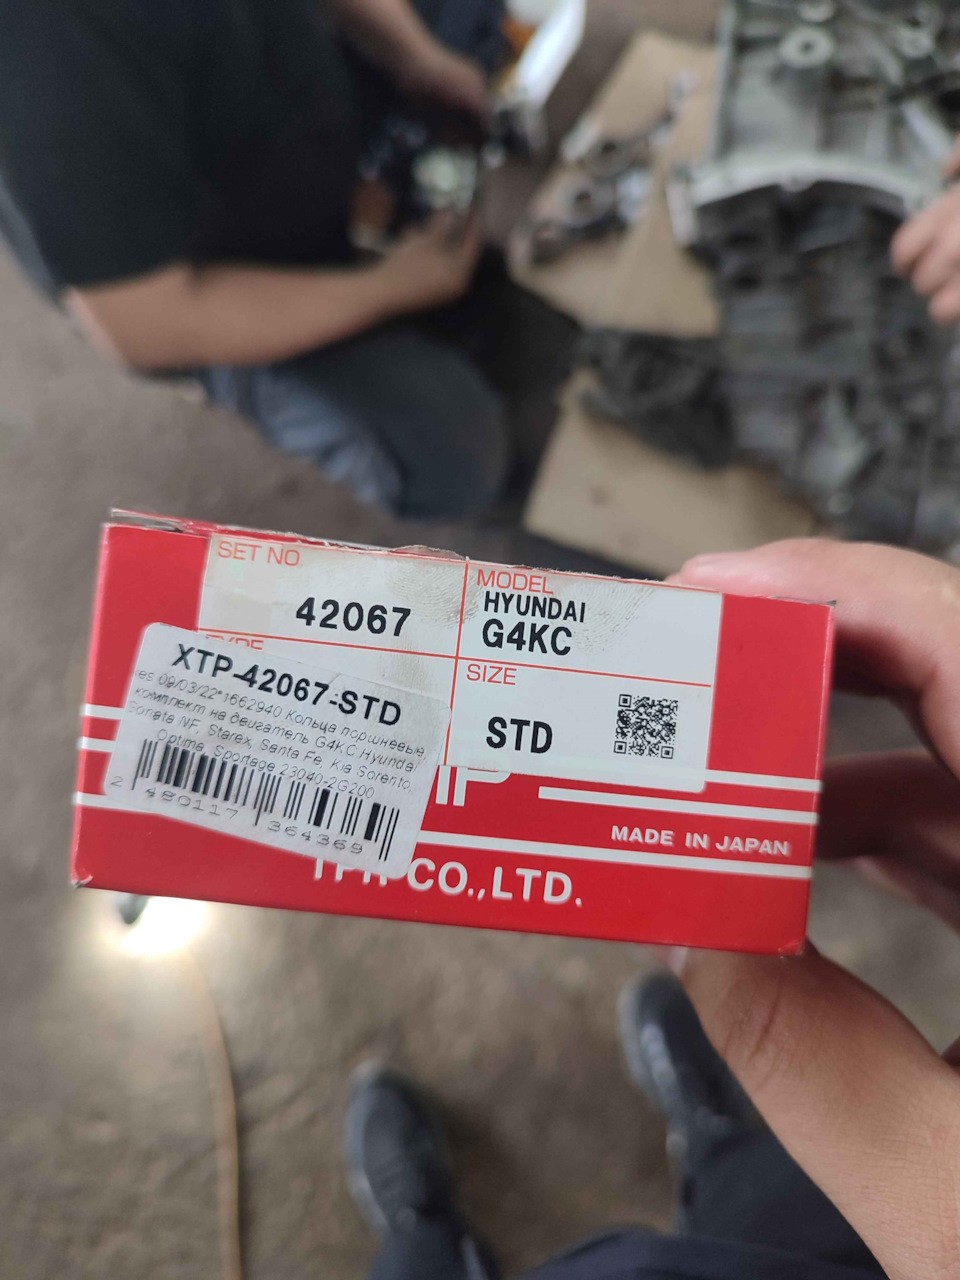 SET NO
42067
MODEL
HYUNDAI
G4KC
SIZE
STD
XTP-42067-STD
es 09/03/22*1662940 Кольца поршневые
комплект на двигатель G4KC Hyundai
Sonata NF, Starex, Santa Fe, Kia Sorento,
Optima, Sportage 23040-2G200
2 480117 364369
MADE IN JAPAN
CO.,LTD.